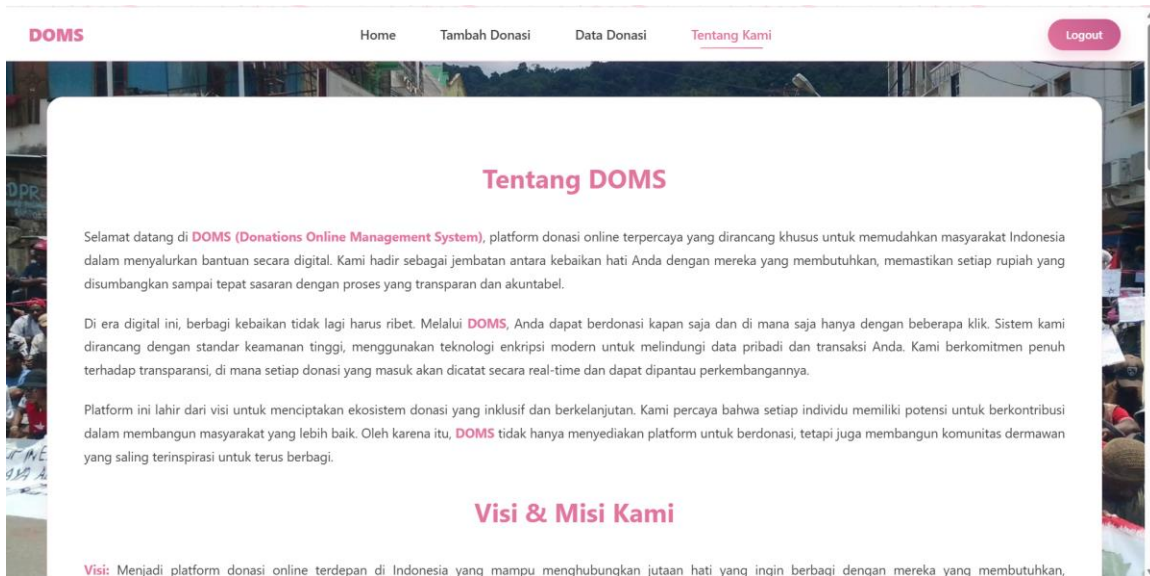 DOMS
Home
Tambah Donasi
Data Donasi
Tentang Kami
Logout
DPR
Tentang DOMS
Selamat datang di DOMS (Donations Online Management System), platform donasi online terpercaya yang dirancang khusus untuk memudahkan masyarakat Indonesia
dalam menyalurkan bantuan secara digital. Kami hadir sebagai jembatan antara kebaikan hati Anda dengan mereka yang membutuhkan, memastikan setiap rupiah yang
disumbangkan sampai tepat sasaran dengan proses yang transparan dan akuntabel.
Di era digital ini, berbagi kebaikan tidak lagi harus ribet. Melalui DOMS, Anda dapat berdonasi kapan saja dan di mana saja hanya dengan beberapa klik. Sistem kami
dirancang dengan standar keamanan tinggi, menggunakan teknologi enkripsi modern untuk melindungi data pribadi dan transaksi Anda. Kami berkomitmen penuh
terhadap transparansi, di mana setiap donasi yang masuk akan dicatat secara real-time dan dapat dipantau perkembangannya.
Platform ini lahir dari visi untuk menciptakan ekosistem donasi yang inklusif dan berkelanjutan. Kami percaya bahwa setiap individu memiliki potensi untuk berkontribusi
dalam membangun masyarakat yang lebih baik. Oleh karena itu, DOMS tidak hanya menyediakan platform untuk berdonasi, tetapi juga membangun komunitas dermawan
yang saling terinspirasi untuk terus berbagi.
Visi & Misi Kami
Visi: Menjadi platform donasi online terdepan di Indonesia yang mampu menghubungkan jutaan hati yang ingin berbagi dengan mereka yang membutuhkan,